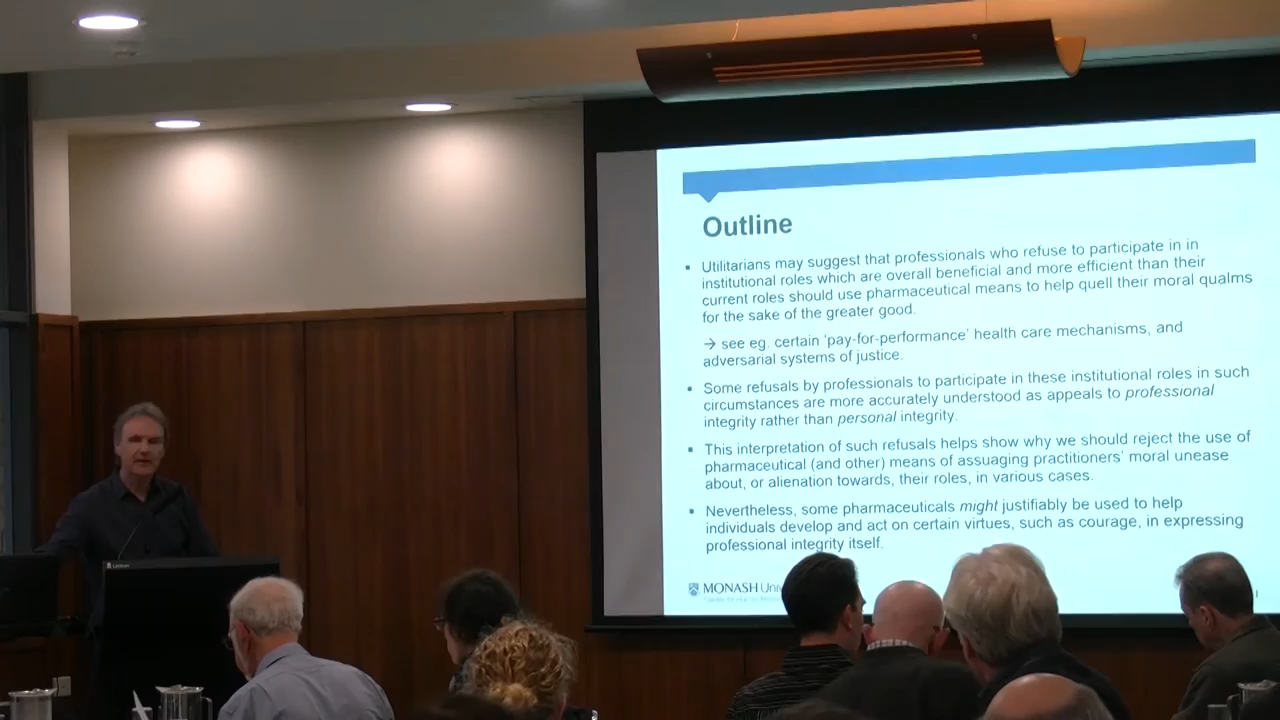 Outline
▪ Utilitarians may suggest that professionals who refuse to participate in in
institutional roles which are overall beneficial and more efficient than their
current roles should use pharmaceutical means to help quell their moral qualms
for the sake of the greater good.
→ see eg. certain ‘pay-for-performance’ health care mechanisms, and
adversarial systems of justice.
▪ Some refusals by professionals to participate in these institutional roles in such
circumstances are more accurately understood as appeals to professional
integrity rather than personal integrity.
▪ This interpretation of such refusals helps show why we should reject the use of
pharmaceutical (and other) means of assuaging practitioners’ moral unease
about, or alienation towards, their roles, in various cases.
▪ Nevertheless, some pharmaceuticals might justifiably be used to help
individuals develop and act on certain virtues, such as courage, in expressing
professional integrity itself.
MONASH